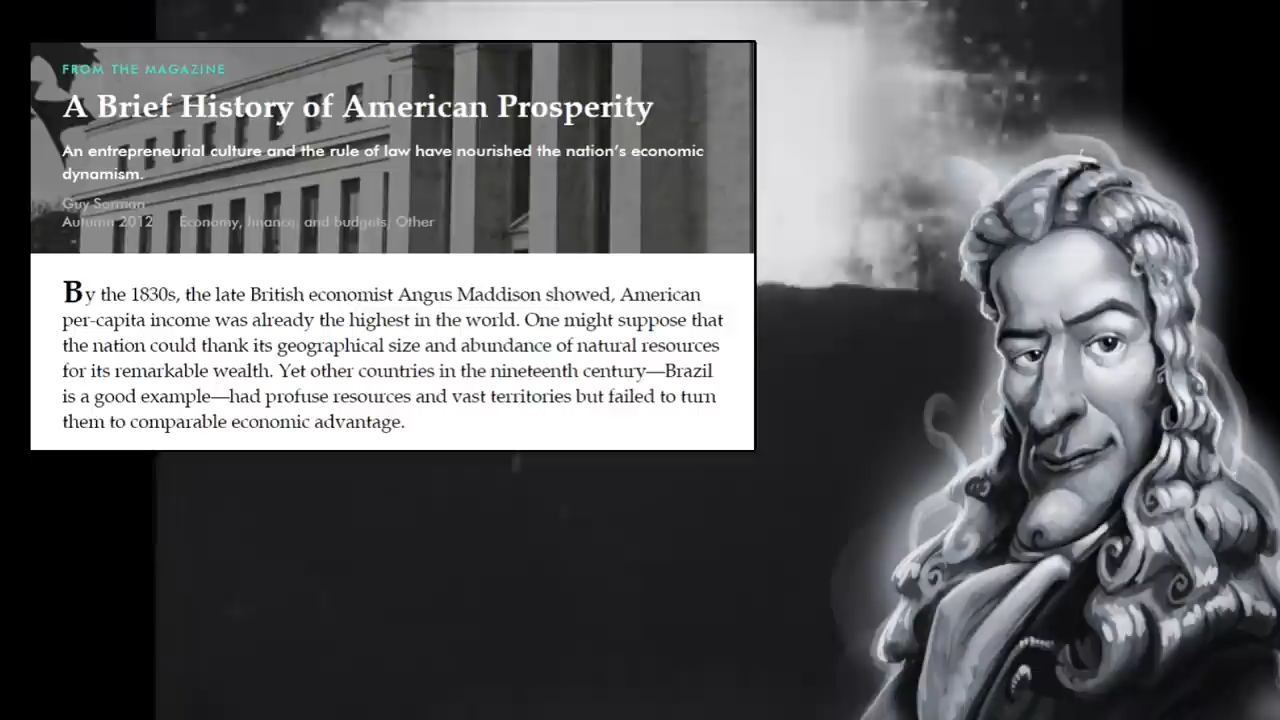 FROM THE MAGAZINE
A Brief History of American Prosperity
An entrepreneurial culture and the rule of law have nourished the nation's economic
dynamism.
Guy Sorman
Autumn 2012 Economy, finance, and budgets, Other
By the 1830s, the late British economist Angus Maddison showed, American
per-capita income was already the highest in the world. One might suppose that
the nation could thank its geographical size and abundance of natural resources
for its remarkable wealth. Yet other countries in the nineteenth century—Brazil
is a good example—had profuse resources and vast territories but failed to turn
them to comparable economic advantage.